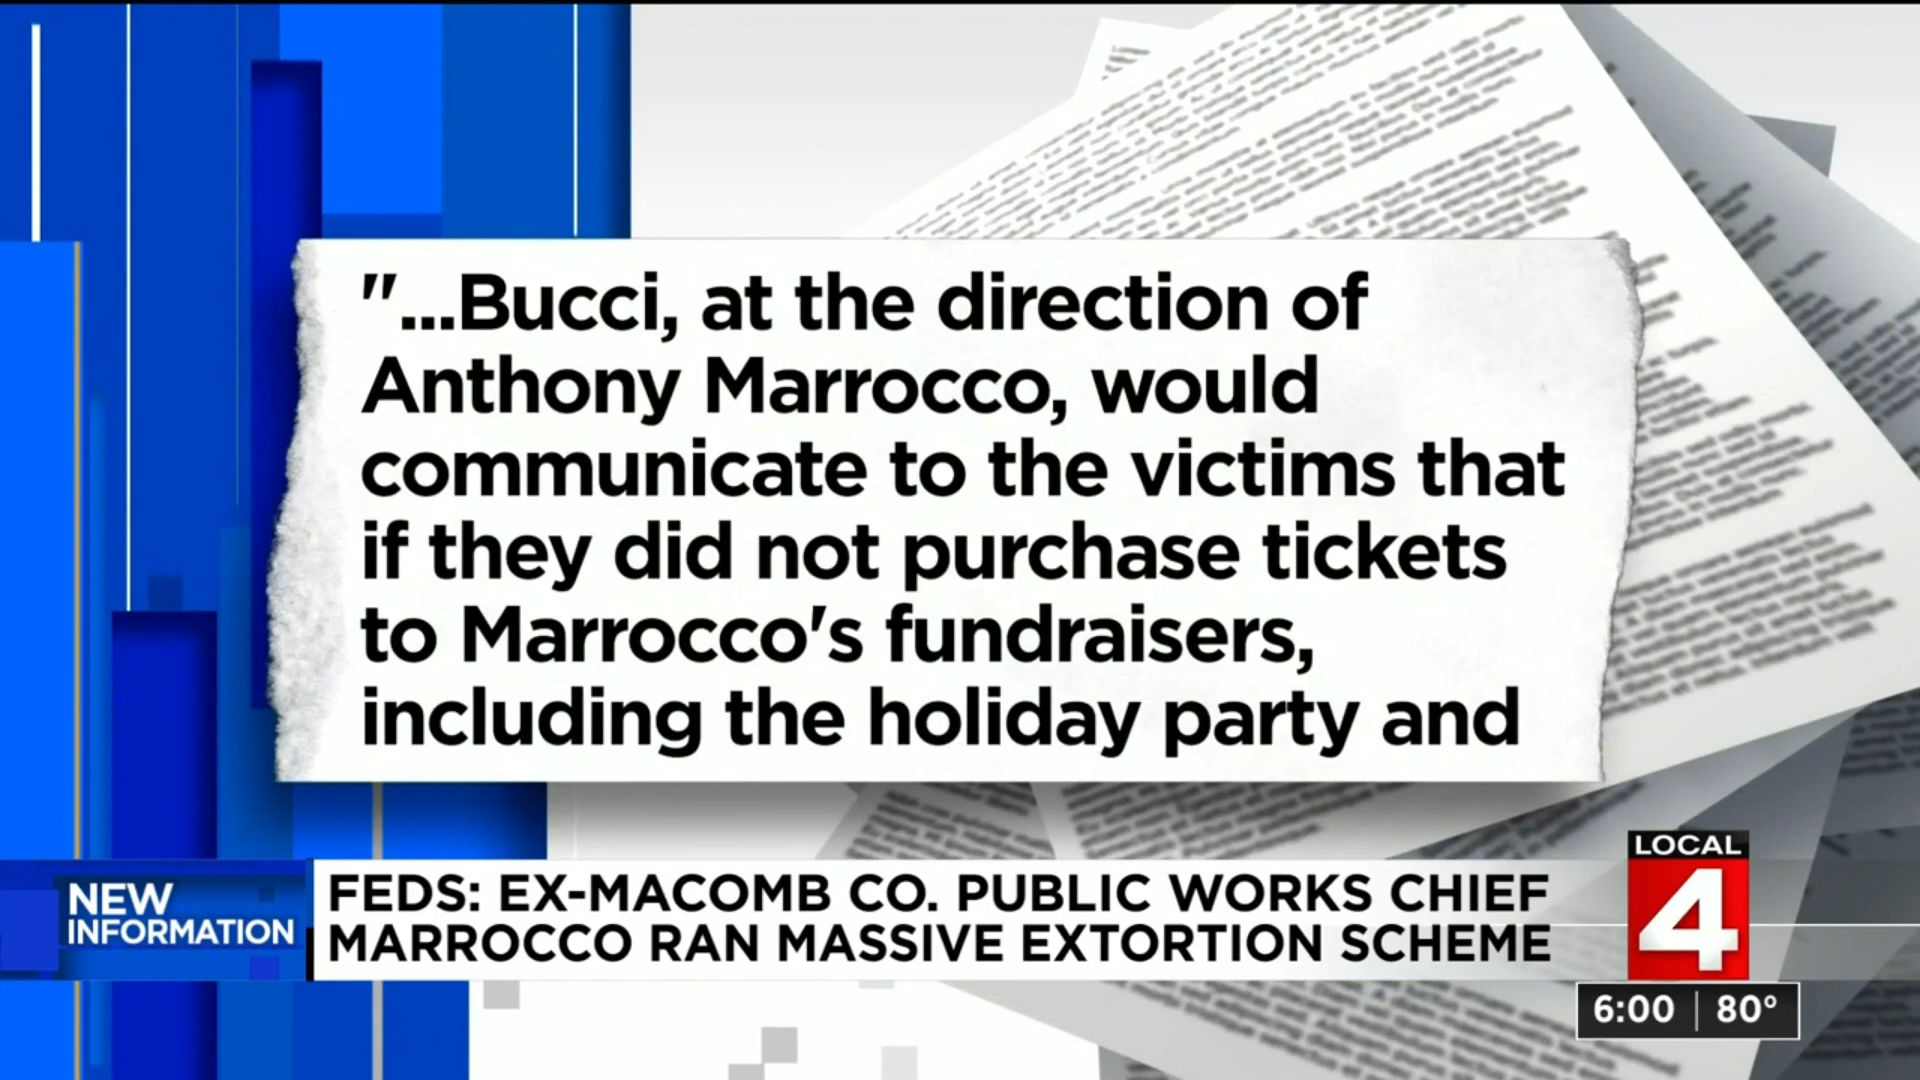 "...Bucci, at the direction of
Anthony Marrocco, would
communicate to the victims that
if they did not purchase tickets
to Marrocco's fundraisers,
including the holiday party and
NEW
INFORMATION
FEDS: EX-MACOMB CO. PUBLIC WORKS CHIEF
MARROCCO RAN MASSIVE EXTORTION SCHEME
LOCAL
4
6:00 80°